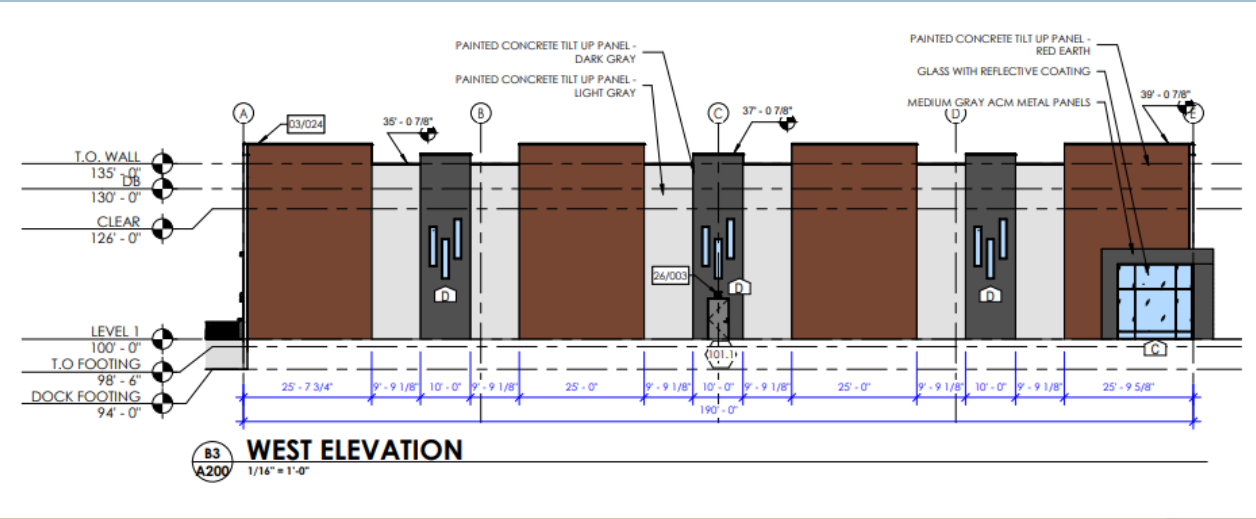 PAINTED CONCRETE TILT UP PANEL -
DARK GRAY
PAINTED CONCRETE TILT UP PANEL -
LIGHT GRAY
PAINTED CONCRETE TILT UP PANEL -
RED EARTH
GLASS WITH REFLECTIVE COATING
MEDIUM GRAY ACM METAL PANELS
A
B
C
D
E
03/024
35' - 0 7/8"
37' - 0 7/8"
39' - 0 7/8"
T.O. WALL
135' - 0"
DB
130' - 0"
CLEAR
126' - 0"
26/003
D
D
D
C
LEVEL 1
100' - 0"
101.1
T.O FOOTING
98' - 6"
DOCK FOOTING
94' - 0"
25' - 7 3/4"
9' - 9 1/8"
10' - 0"
9' - 9 1/8"
25' - 0"
9' - 9 1/8"
10' - 0"
9' - 9 1/8"
25' - 0"
9' - 9 1/8"
10' - 0"
9' - 9 1/8"
25' - 9 5/8"
190' - 0"
B3
A200
WEST ELEVATION
1/16" = 1'-0"